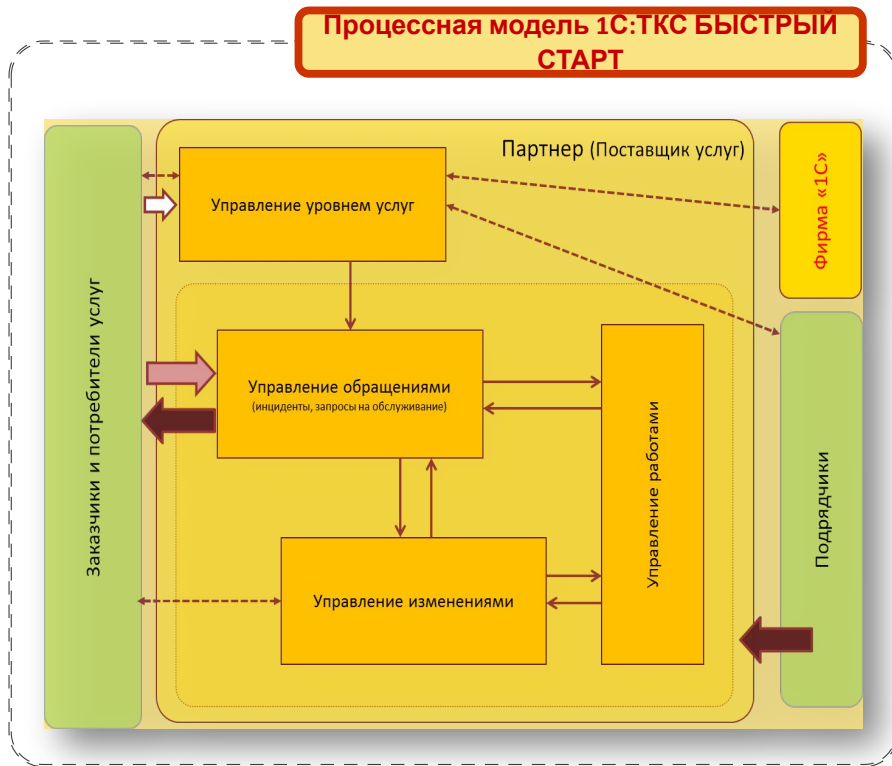 Процессная модель 1С:ТКС БЫСТРЫЙ
СТАРТ
Партнер (Поставщик услуг)
Управление уровнем услуг
Фирма «1С»
Заказчики и потребители услуг
Управление обращениями
(инциденты, запросы на обслуживание)
Управление работами
Подрядчики
Управление изменениями